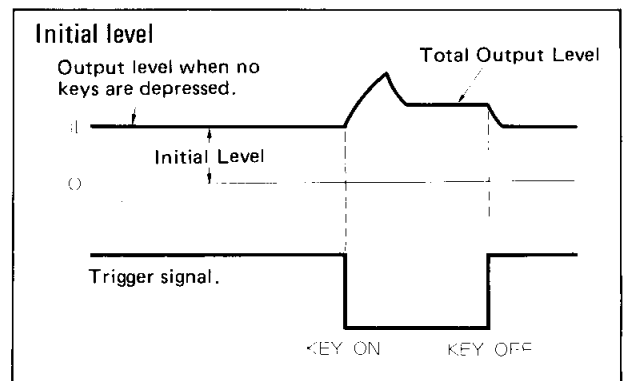 Initial level
Total Output Level
Output level when no
keys are depressed.
IL
Initial Level
O
Trigger signal.
KEY ON
KEY OFF